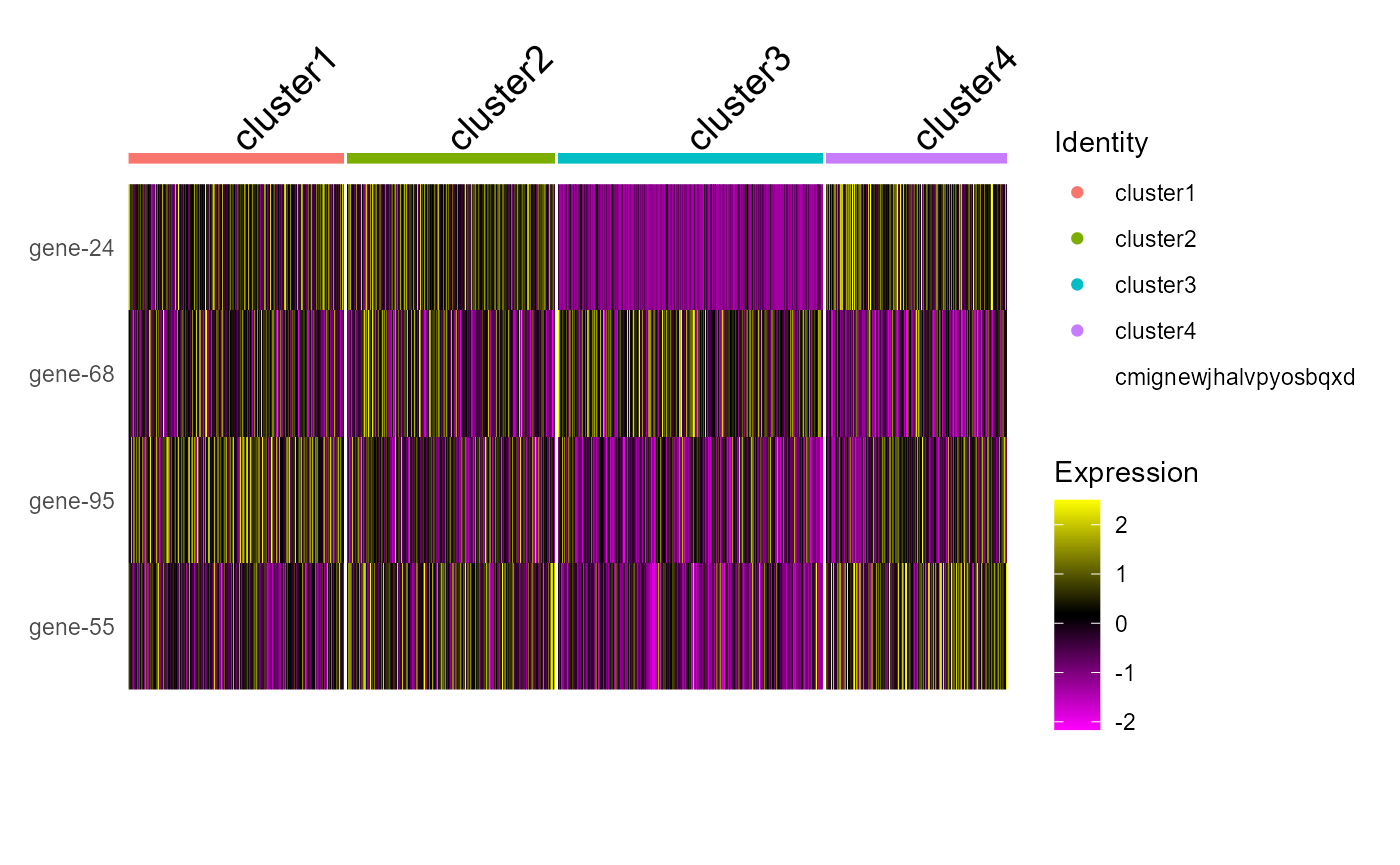 cluster1
cluster2
cluster3
cluster4
gene-24
gene-68
gene-95
gene-55
Identity
cluster1
cluster2
cluster3
cluster4
cmignewjhalvpyosbqxd
Expression
2
1
0
-1
-2